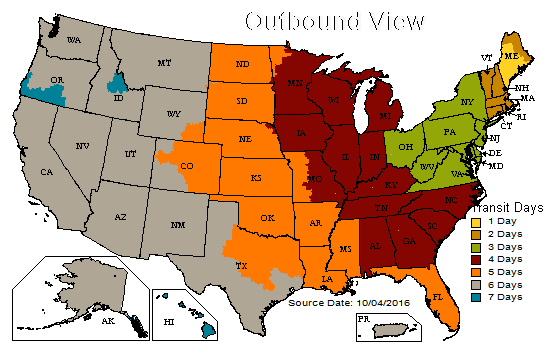 Outbound View
WA
MT
ND
MN
ME
VT
OR
ID
WY
SD
WI
MI
NY
NH
MA
RI
CT
NV
UT
CO
NE
IA
IL
IN
OH
PA
NJ
DE
MD
CA
KS
MO
KY
WV
VA
AZ
NM
OK
AR
TN
NC
SC
TX
LA
MS
AL
GA
FL
AK
HI
PR
Transit Days
1 Day
2 Days
3 Days
4 Days
5 Days
6 Days
7 Days
Source Date: 10/04/2016